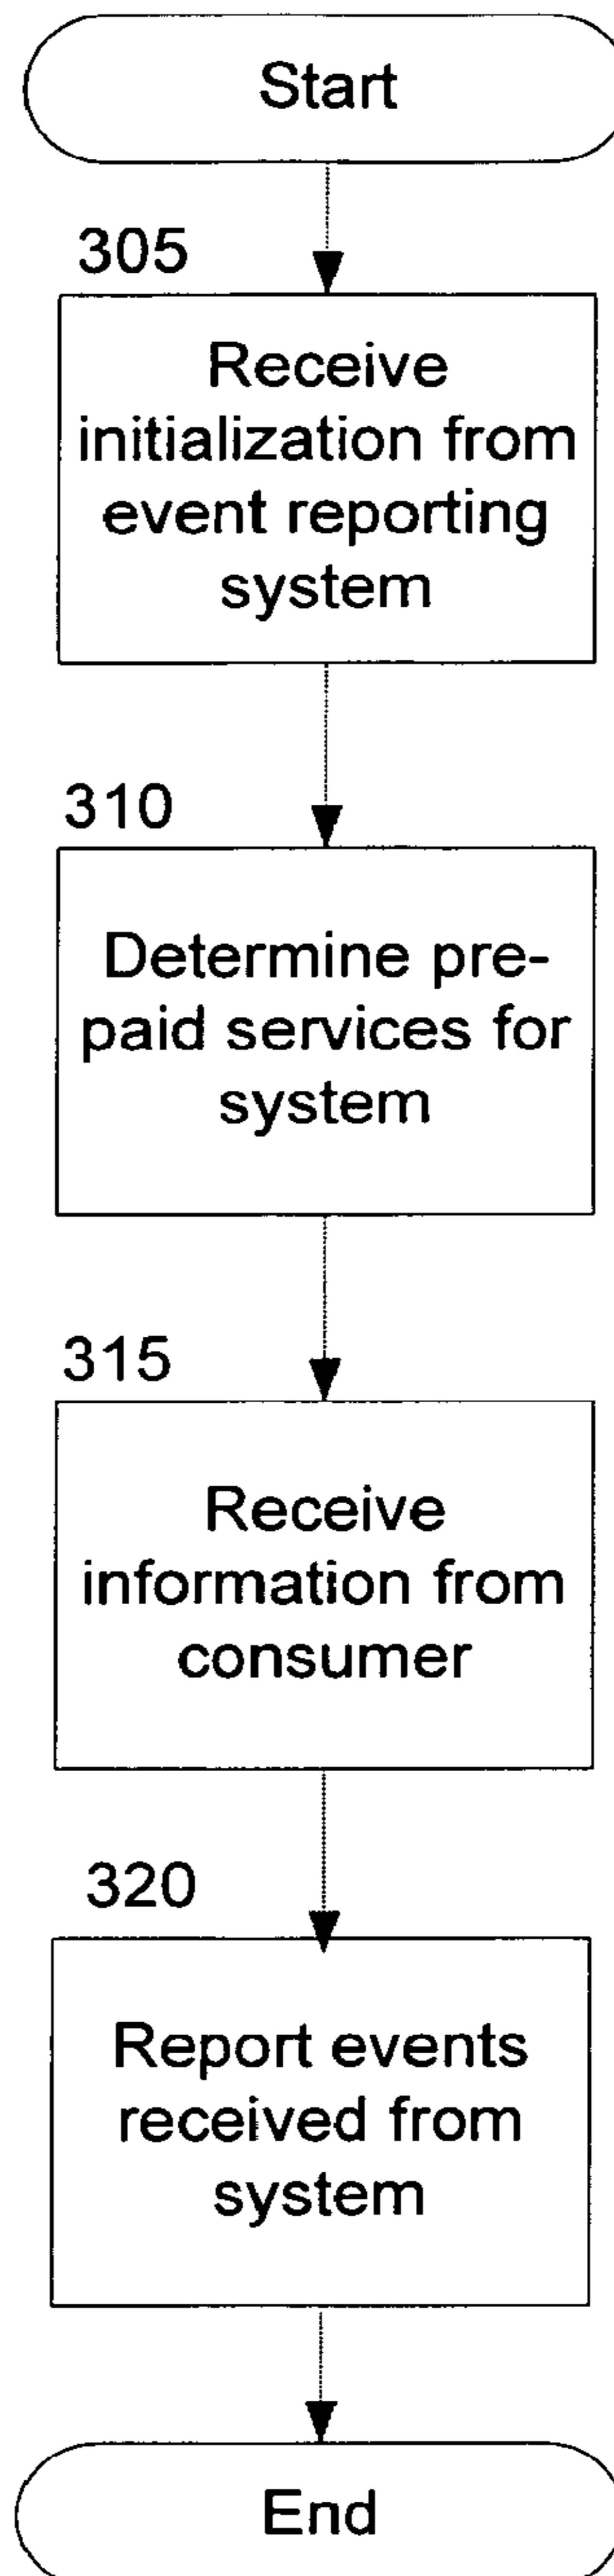 Start
305
Receive
initialization from
event reporting
system
310
Determine pre-
paid services for
system
315
Receive
information from
consumer
320
Report events
received from
system
End